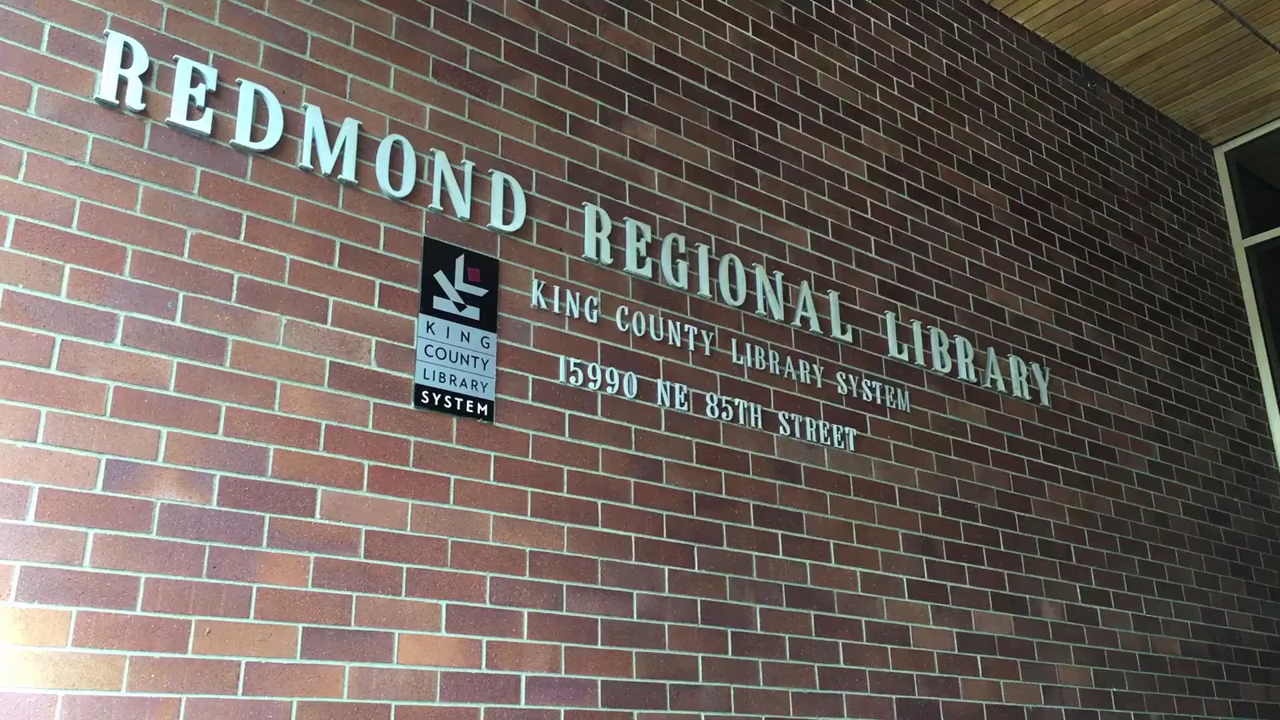 REDMOND REGIONAL LIBRARY
KING COUNTY LIBRARY SYSTEM
15990 NE 85TH STREET
KING
COUNTY
LIBRARY
SYSTEM